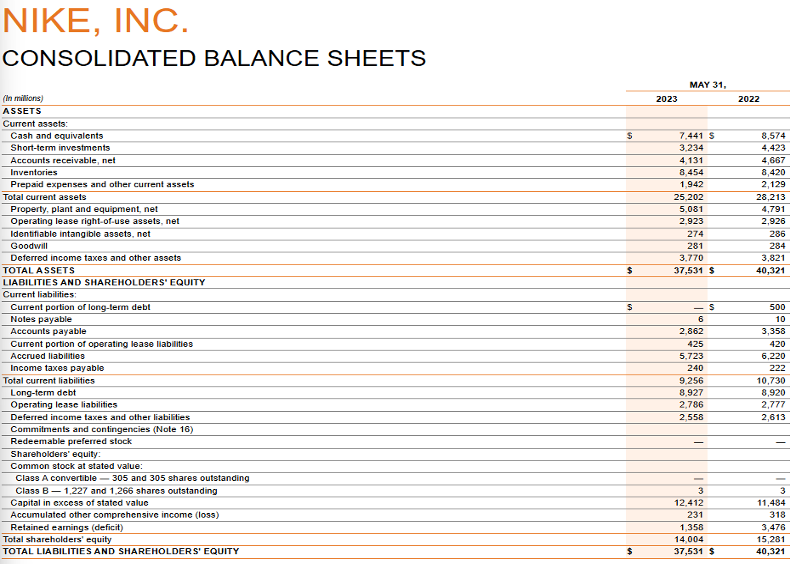 NIKE, INC.
CONSOLIDATED BALANCE SHEETS
MAY 31,
(In millions) 2023 2022
ASSETS
Current assets:
Cash and equivalents $ 7,441 $ 8,574
Short-term investments 3,234 4,423
Accounts receivable, net 4,131 4,667
Inventories 8,454 8,420
Prepaid expenses and other current assets 1,942 2,129
Total current assets 25,202 28,213
Property, plant and equipment, net 5,081 4,791
Operating lease right-of-use assets, net 2,923 2,926
Identifiable intangible assets, net 274 286
Goodwill 281 284
Deferred income taxes and other assets 3,770 3,821
TOTAL ASSETS $ 37,531 $ 40,321
LIABILITIES AND SHAREHOLDERS' EQUITY
Current liabilities:
Current portion of long-term debt $ — $ 500
Notes payable 6 10
Accounts payable 2,862 3,358
Current portion of operating lease liabilities 425 420
Accrued liabilities 5,723 6,220
Income taxes payable 240 222
Total current liabilities 9,256 10,730
Long-term debt 8,927 8,920
Operating lease liabilities 2,786 2,777
Deferred income taxes and other liabilities 2,558 2,613
Commitments and contingencies (Note 16)
Redeemable preferred stock — —
Shareholders' equity:
Common stock at stated value:
Class A convertible — 305 and 305 shares outstanding — —
Class B — 1,227 and 1,266 shares outstanding 3 3
Capital in excess of stated value 12,412 11,484
Accumulated other comprehensive income (loss) 231 318
Retained earnings (deficit) 1,358 3,476
Total shareholders' equity 14,004 15,281
TOTAL LIABILITIES AND SHAREHOLDERS' EQUITY $ 37,531 $ 40,321